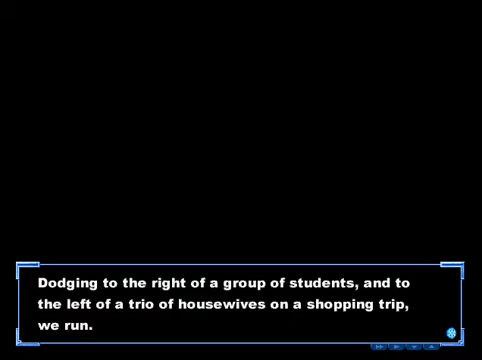 Dodging to the right of a group of students, and to
the left of a trio of housewives on a shopping trip,
we run.